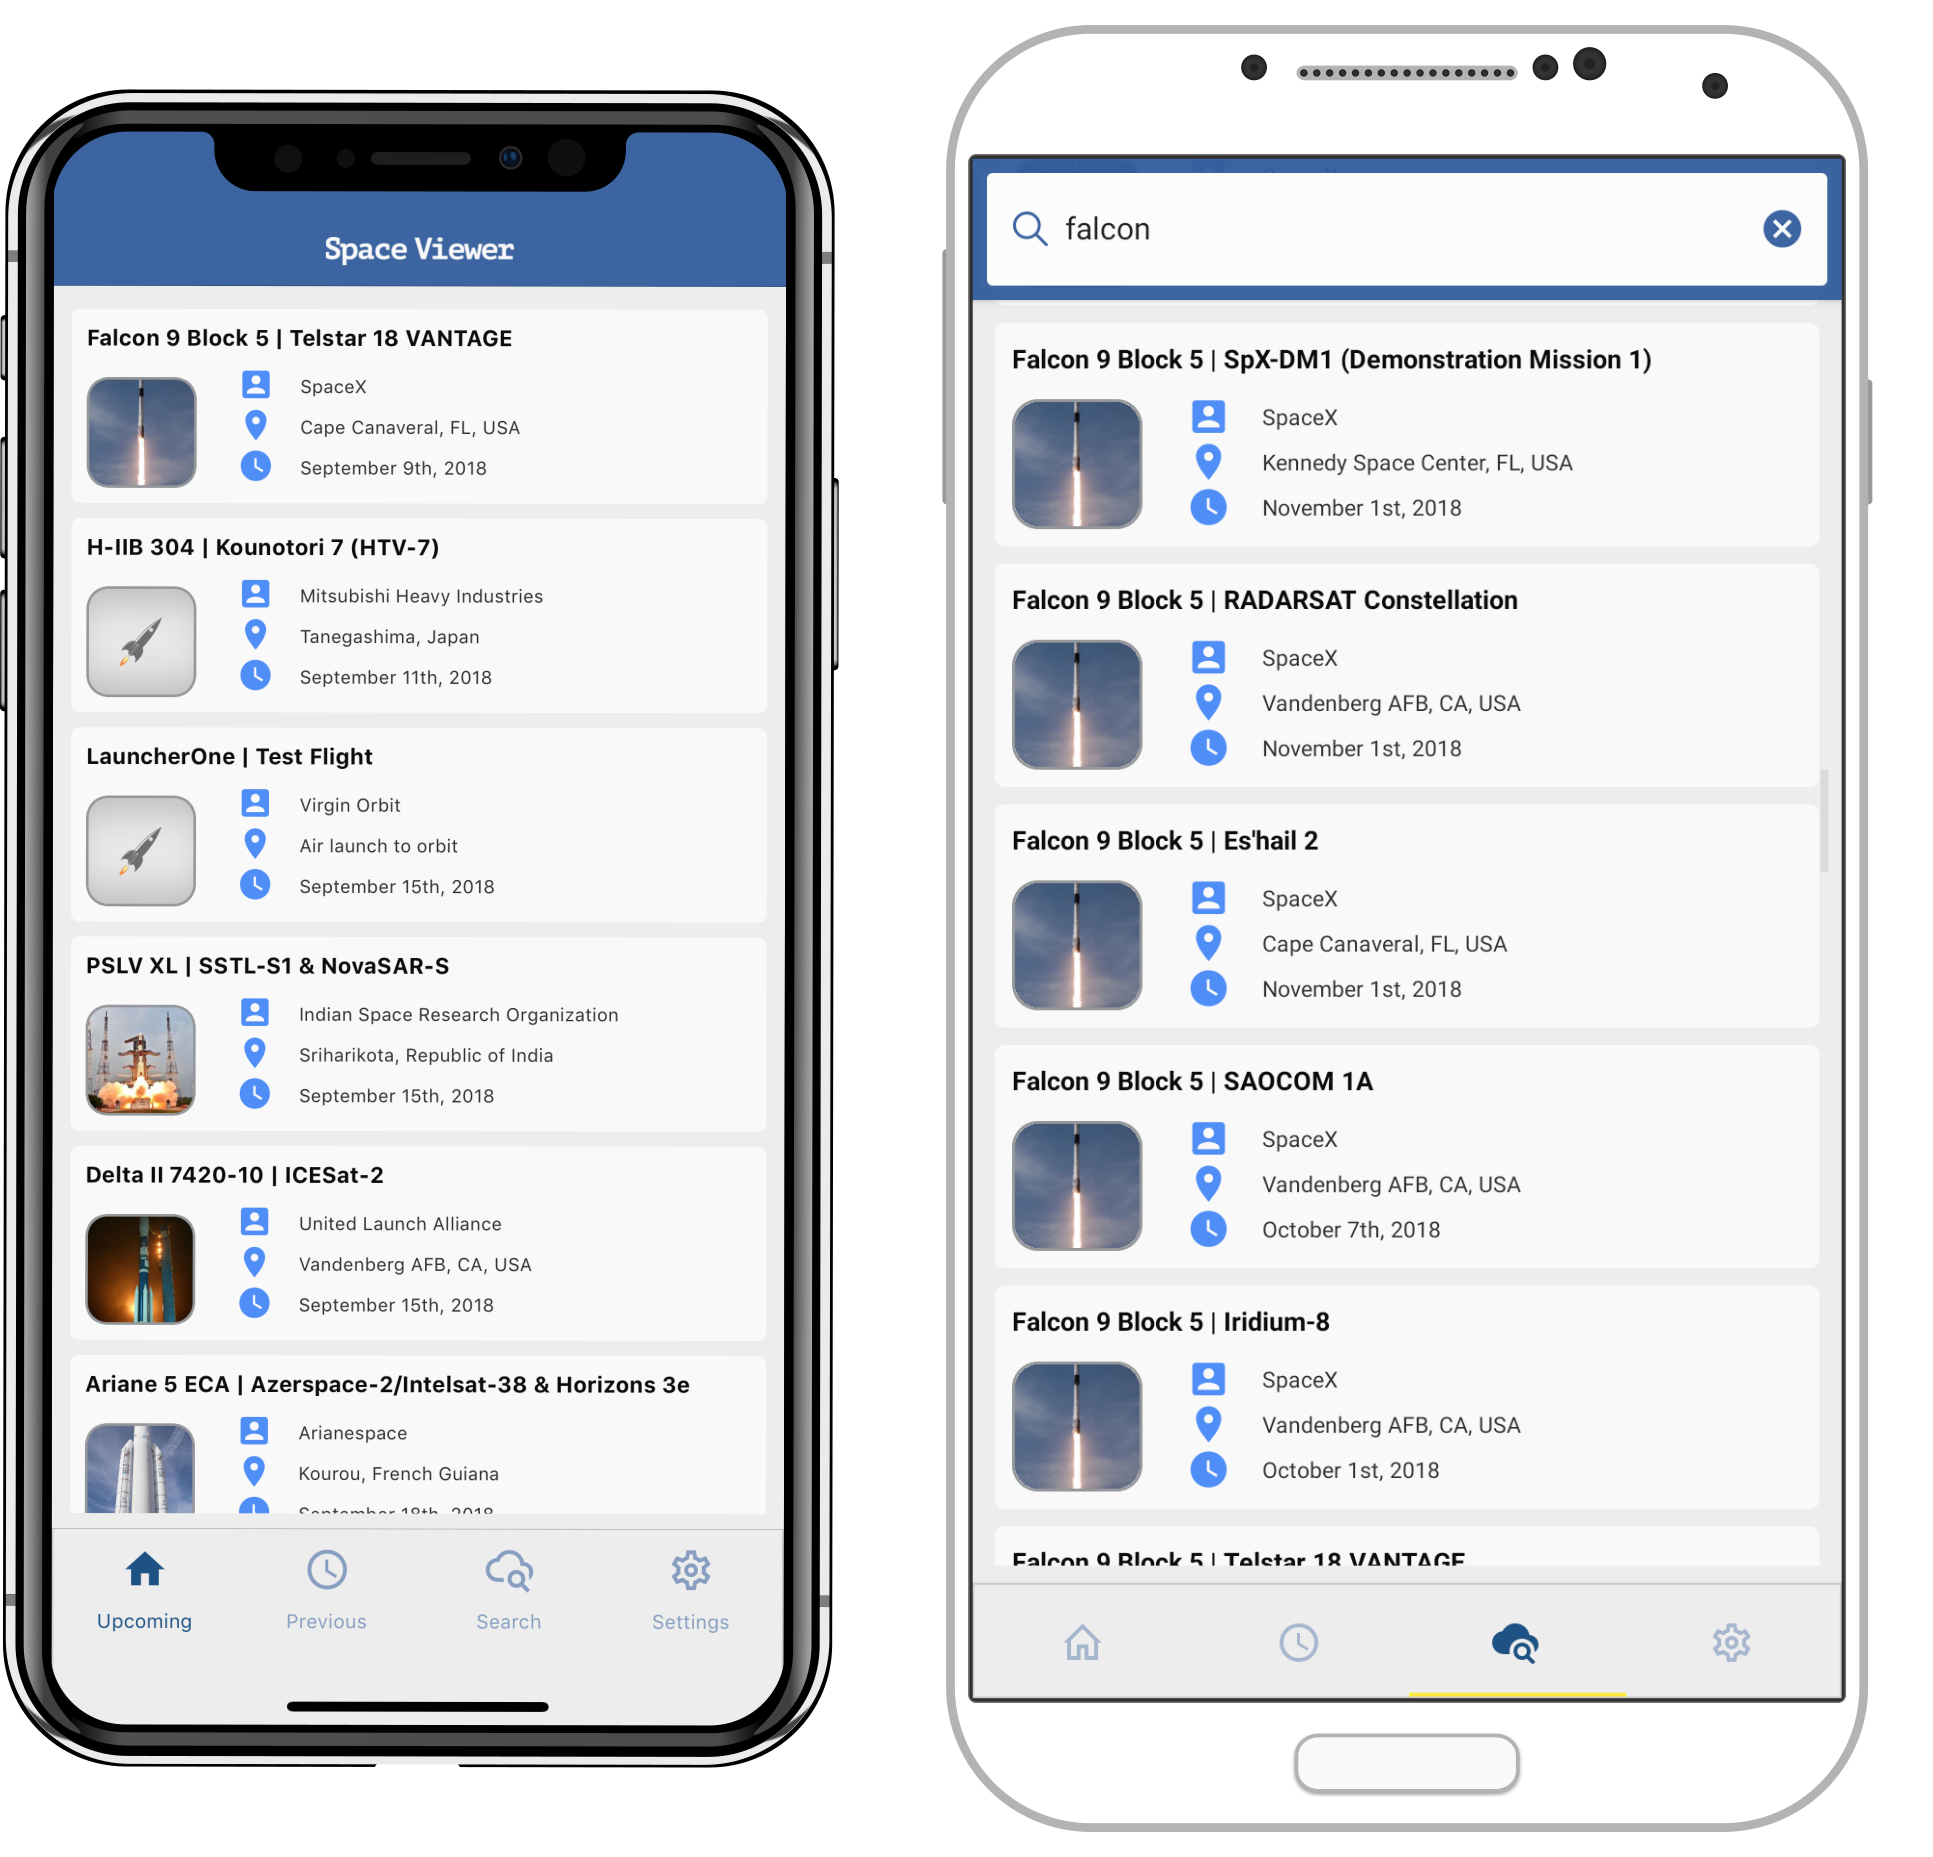 Space Viewer
Falcon 9 Block 5 | Telstar 18 VANTAGE
SpaceX
Cape Canaveral, FL, USA
September 9th, 2018
H-IIB 304 | Kounotori 7 (HTV-7)
Mitsubishi Heavy Industries
Tanegashima, Japan
September 11th, 2018
LauncherOne | Test Flight
Virgin Orbit
Air launch to orbit
September 15th, 2018
PSLV XL | SSTL-S1 & NovaSAR-S
Indian Space Research Organization
Sriharikota, Republic of India
September 15th, 2018
Delta II 7420-10 | ICESat-2
United Launch Alliance
Vandenberg AFB, CA, USA
September 15th, 2018
Ariane 5 ECA | Azerspace-2/Intelsat-38 & Horizons 3e
Arianespace
Kourou, French Guiana
September 18th, 2018
Upcoming
Previous
Search
Settings
falcon
Falcon 9 Block 5 | SpX-DM1 (Demonstration Mission 1)
SpaceX
Kennedy Space Center, FL, USA
November 1st, 2018
Falcon 9 Block 5 | RADARSAT Constellation
SpaceX
Vandenberg AFB, CA, USA
November 1st, 2018
Falcon 9 Block 5 | Es'hail 2
SpaceX
Cape Canaveral, FL, USA
November 1st, 2018
Falcon 9 Block 5 | SAOCOM 1A
SpaceX
Vandenberg AFB, CA, USA
October 7th, 2018
Falcon 9 Block 5 | Iridium-8
SpaceX
Vandenberg AFB, CA, USA
October 1st, 2018
Falcon 9 Block 5 | Telstar 18 VANTAGE